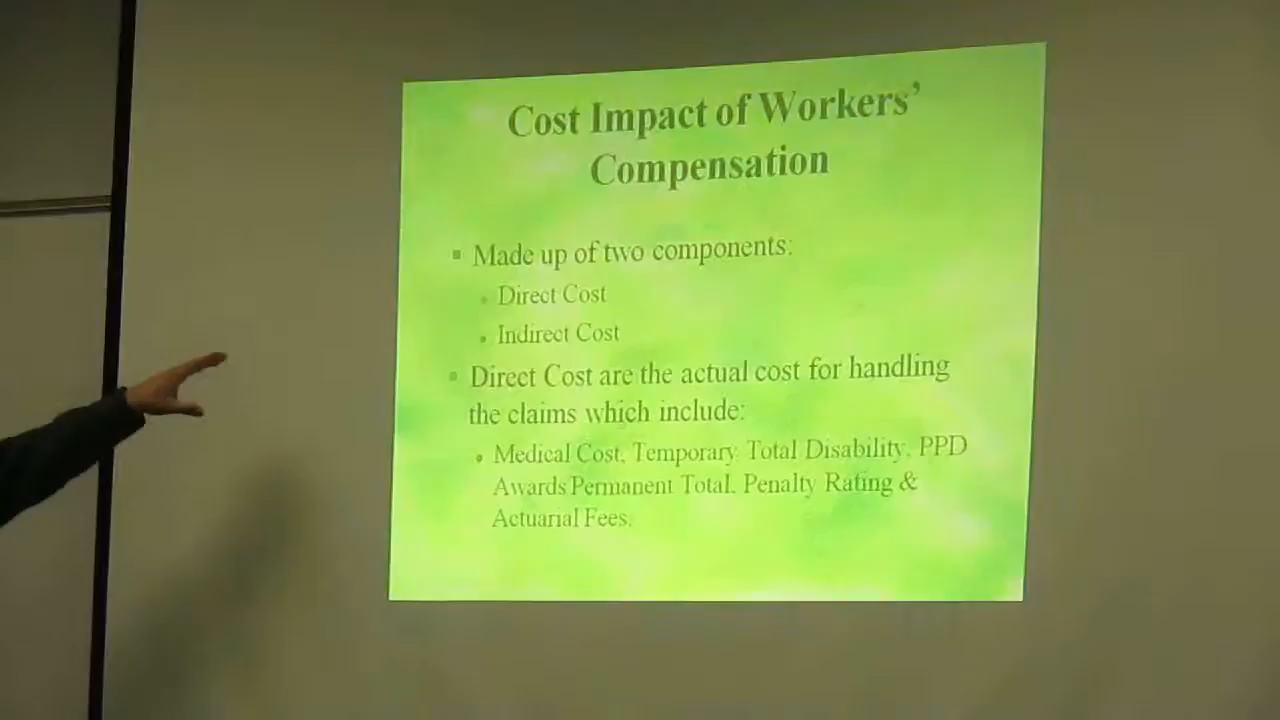 Cost Impact of Workers'
Compensation
Made up of two components:
Direct Cost
Indirect Cost
Direct Cost are the actual cost for handling
the claims which include:
Medical Cost, Temporary Total Disability, PPD
Awards Permanent Total, Penalty Rating &
Actuarial Fees.